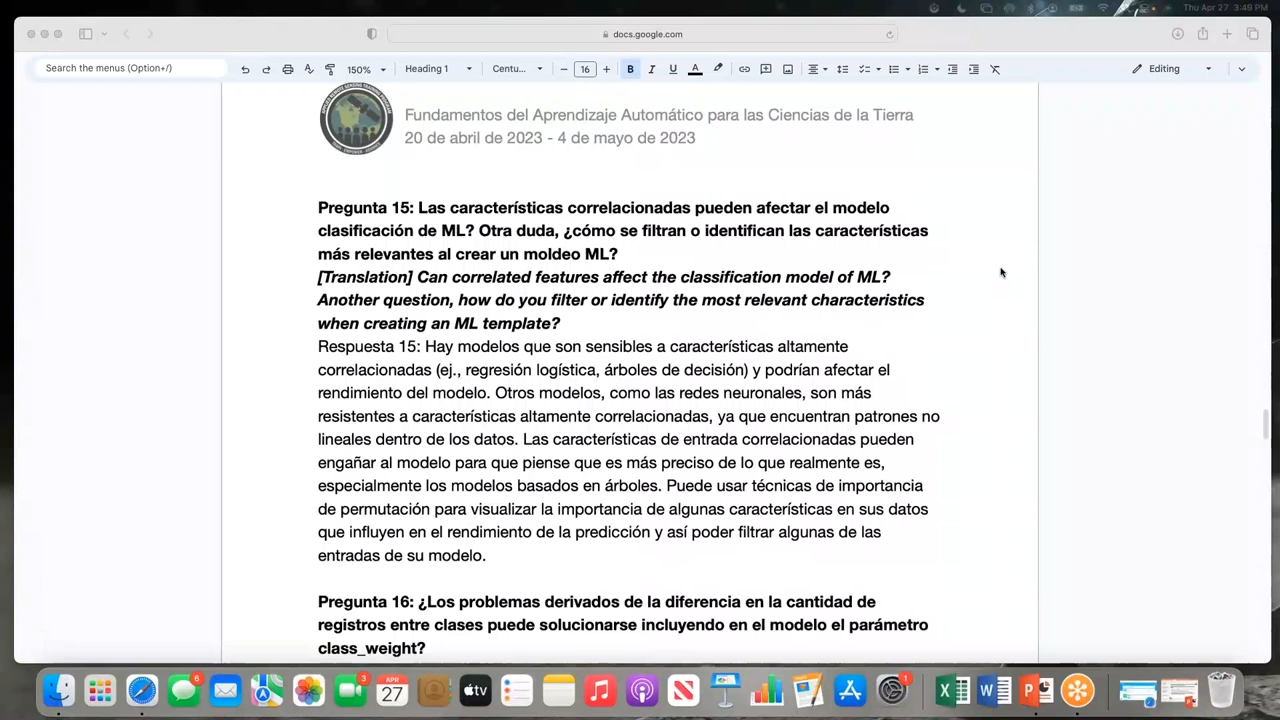 Thu Apr 27 3:49 PM
docs.google.com
Search the menus (Option+/)
150%
Heading 1
Centu...
16
B
I
U
A
Editing
Fundamentos del Aprendizaje Automático para las Ciencias de la Tierra
20 de abril de 2023 - 4 de mayo de 2023
Pregunta 15: Las características correlacionadas pueden afectar el modelo
clasificación de ML? Otra duda, ¿cómo se filtran o identifican las características
más relevantes al crear un moldeo ML?
[Translation] Can correlated features affect the classification model of ML?
Another question, how do you filter or identify the most relevant characteristics
when creating an ML template?
Respuesta 15: Hay modelos que son sensibles a características altamente
correlacionadas (ej., regresión logística, árboles de decisión) y podrían afectar el
rendimiento del modelo. Otros modelos, como las redes neuronales, son más
resistentes a características altamente correlacionadas, ya que encuentran patrones no
lineales dentro de los datos. Las características de entrada correlacionadas pueden
engañar al modelo para que piense que es más preciso de lo que realmente es,
especialmente los modelos basados en árboles. Puede usar técnicas de importancia
de permutación para visualizar la importancia de algunas características en sus datos
que influyen en el rendimiento de la predicción y así poder filtrar algunas de las
entradas de su modelo.
Pregunta 16: ¿Los problemas derivados de la diferencia en la cantidad de
registros entre clases puede solucionarse incluyendo en el modelo el parámetro
class_weight?
6
3
APR
27
tv
1